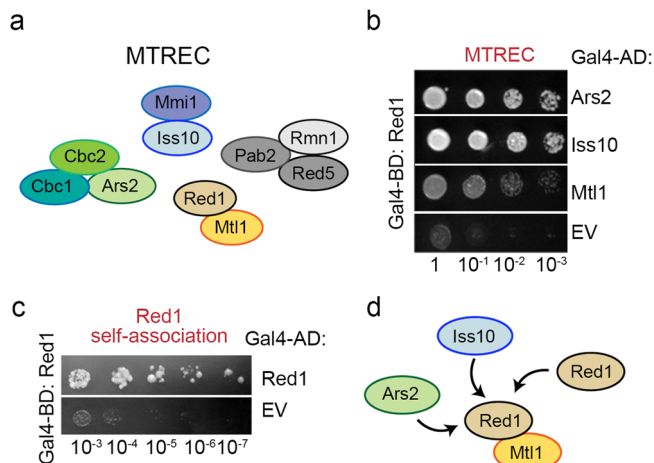 a
MTREC
Mmi1
Iss10
Cbc2
Cbc1
Ars2
Pab2
Rmn1
Red5
Red1
Mtl1
b
MTREC
Gal4-AD:
Gal4-BD: Red1
Ars2
Iss10
Mtl1
EV
1 10⁻¹ 10⁻² 10⁻³
c
Red1
self-association
Gal4-AD:
Gal4-BD: Red1
Red1
EV
10⁻³ 10⁻⁴ 10⁻⁵ 10⁻⁶ 10⁻⁷
d
Iss10
Red1
Ars2
Red1
Mtl1